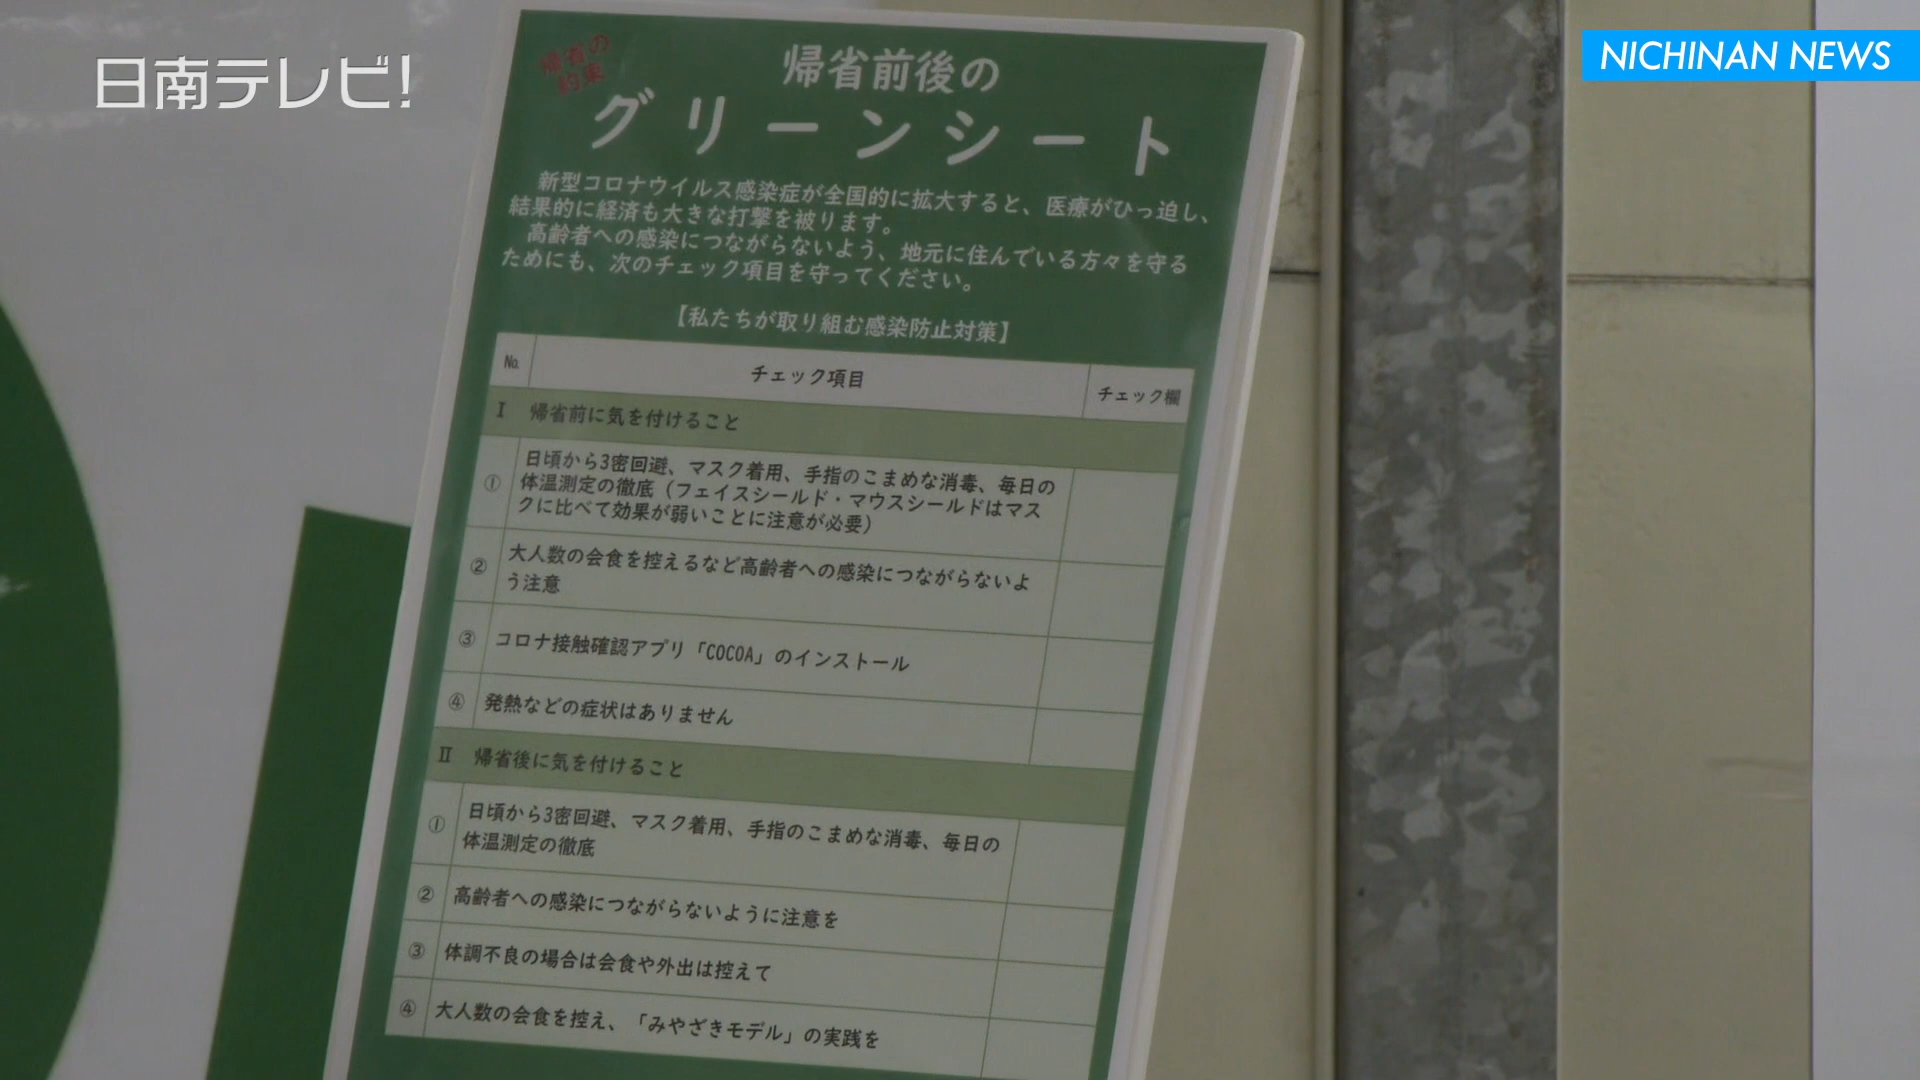 日南テレビ!
NICHINAN NEWS
帰省の
約束
帰省前後の
グリーンシート
新型コロナウイルス感染症が全国的に拡大すると、医療がひっ迫し、
結果的に経済も大きな打撃を被ります。
高齢者への感染につながらないよう、地元に住んでいる方々を守る
ためにも、次のチェック項目を守ってください。
【私たちが取り組む感染防止対策】
No. チェック項目 チェック欄
Ⅰ 帰省前に気を付けること
① 日頃から3密回避、マスク着用、手指のこまめな消毒、毎日の
体温測定の徹底（フェイスシールド・マウスシールドはマス
クに比べて効果が弱いことに注意が必要）
② 大人数の会食を控えるなど高齢者への感染につながらないよ
う注意
③ コロナ接触確認アプリ「COCOA」のインストール
④ 発熱などの症状はありません
Ⅱ 帰省後に気を付けること
① 日頃から3密回避、マスク着用、手指のこまめな消毒、毎日の
体温測定の徹底
② 高齢者への感染につながらないように注意を
③ 体調不良の場合は会食や外出は控えて
④ 大人数の会食を控え、「みやざきモデル」の実践を